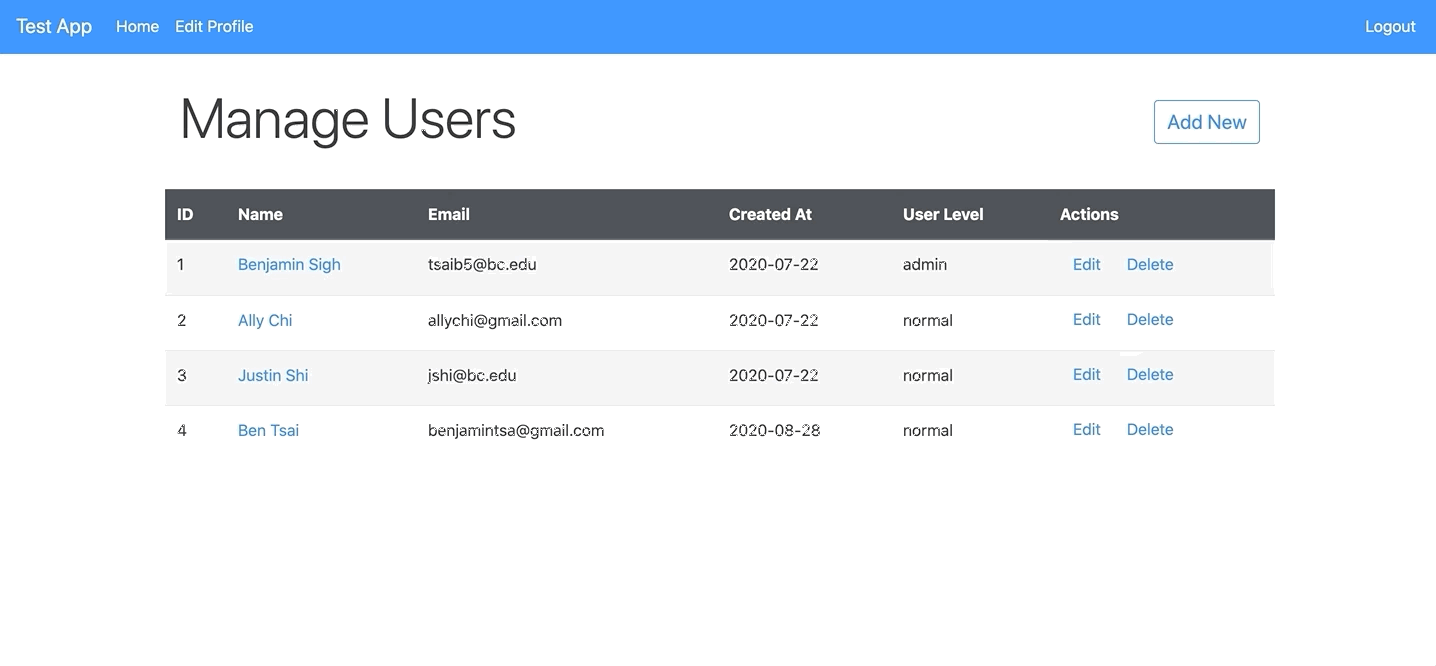 Test App Home Edit Profile Logout
Manage Users Add New
ID Name Email Created At User Level Actions
1 Benjamin Sigh tsaib5@bc.edu 2020-07-22 admin Edit Delete
2 Ally Chi allychi@gmail.com 2020-07-22 normal Edit Delete
3 Justin Shi jshi@bc.edu 2020-07-22 normal Edit Delete
4 Ben Tsai benjamintsa@gmail.com 2020-08-28 normal Edit Delete